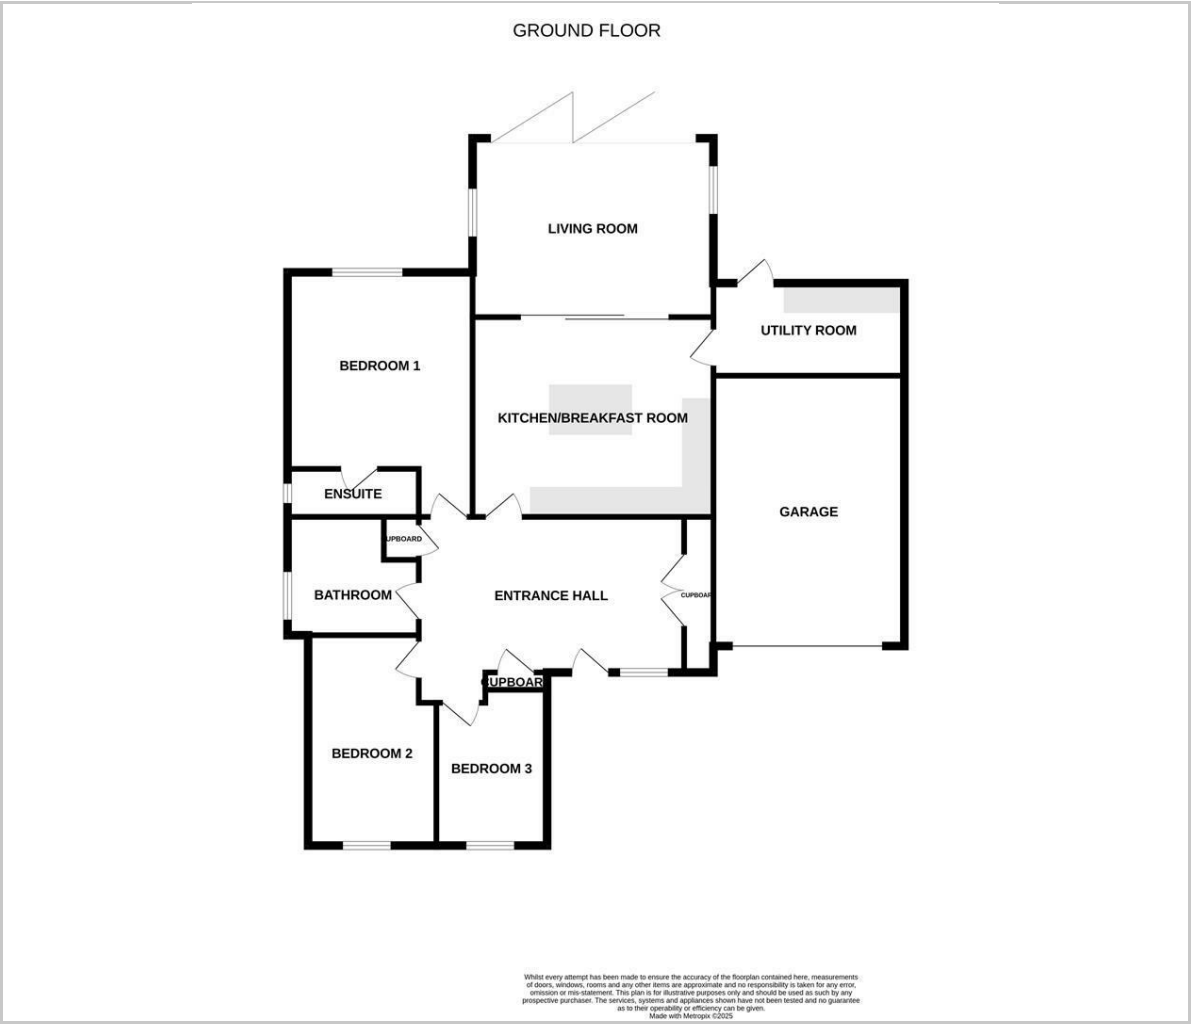 GROUND FLOOR
LIVING ROOM
UTILITY ROOM
BEDROOM 1
KITCHEN/BREAKFAST ROOM
ENSUITE
GARAGE
UPBOARD
BATHROOM
ENTRANCE HALL
CUPBOAR
CUPBOAR
BEDROOM 2
BEDROOM 3
Whilst every attempt has been made to ensure the accuracy of the floorplan contained here, measurements
of doors, windows, rooms and any other items are approximate and no responsibility is taken for any error,
omission or mis-statement. This plan is for illustrative purposes only and should be used as such by any
prospective purchaser. The services, systems and appliances shown have not been tested and no guarantee
as to their operability or efficiency can be given.
Made with Metropix ©2025